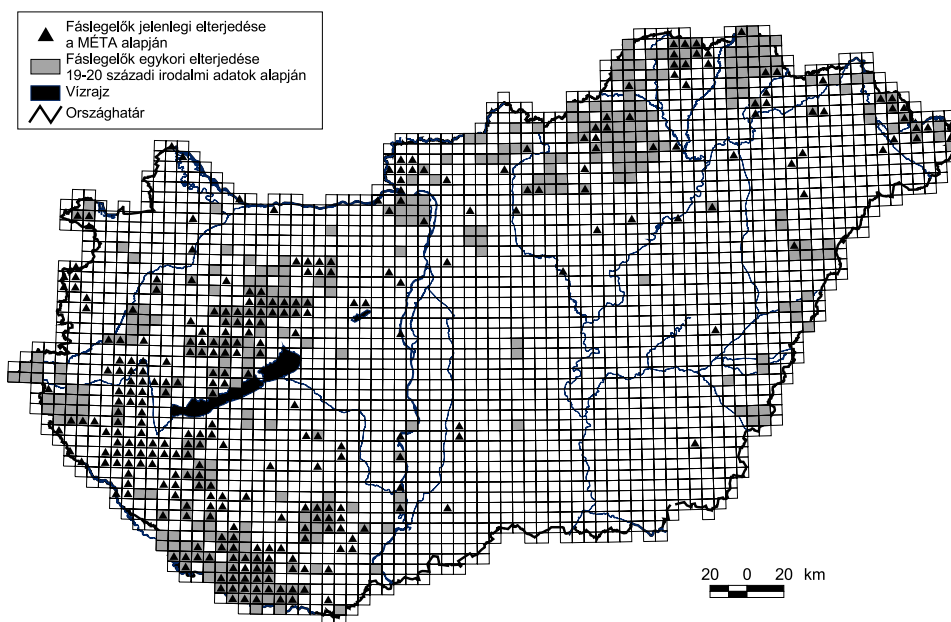 Fáslegelők jelenlegi elterjedése
a MÉTA alapján
Fáslegelők egykori elterjedése
19-20 századi irodalmi adatok alapján
Vízrajz
Országhatár
20 0 20 km